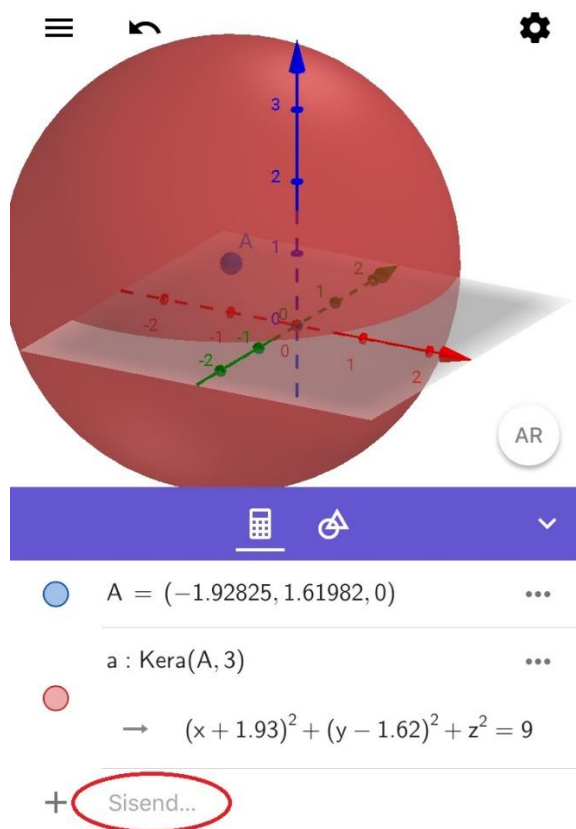 3
2
1
0
A
2
1
0
-2
-1
0
1
2
-1
-2
AR
A = (−1.92825, 1.61982, 0)
a : Kera(A, 3)
→ (x + 1.93)² + (y − 1.62)² + z² = 9
+ Sisend...